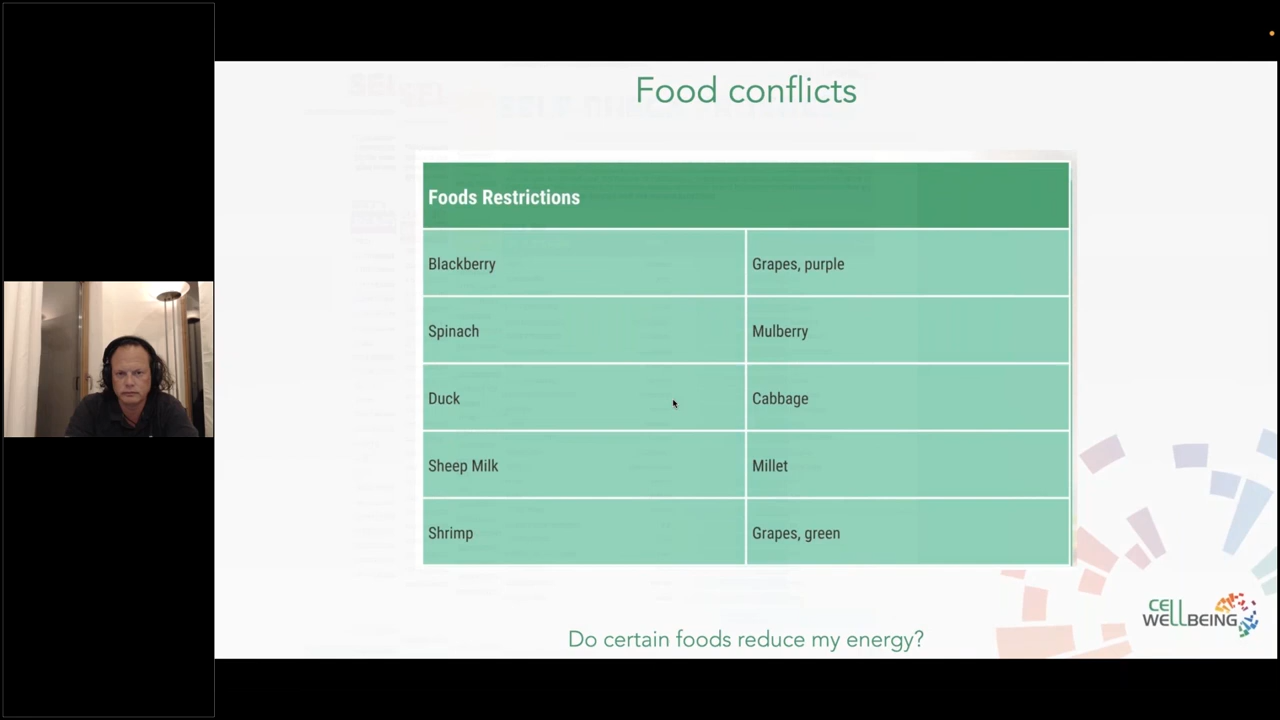 Food conflicts
Foods Restrictions
Blackberry
Grapes, purple
Spinach
Mulberry
Duck
Cabbage
Sheep Milk
Millet
Shrimp
Grapes, green
CELL
WELLBEING
Do certain foods reduce my energy?